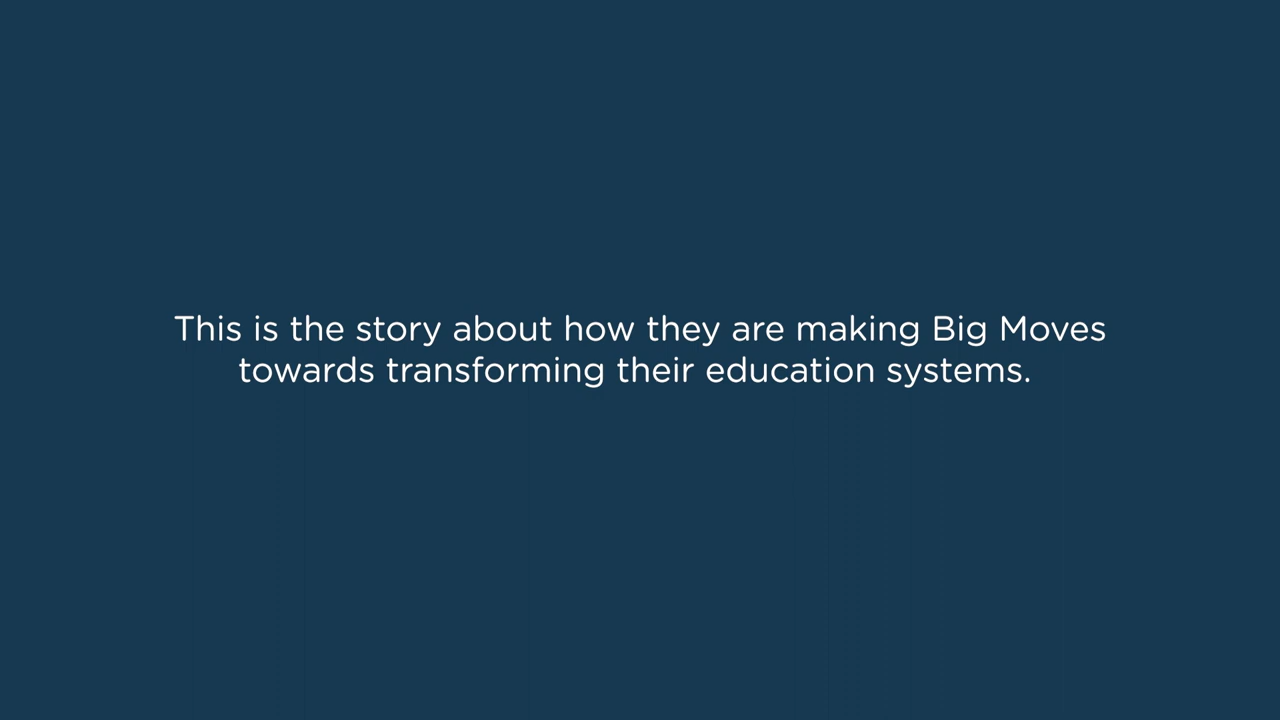 This is the story about how they are making Big Moves
towards transforming their education systems.